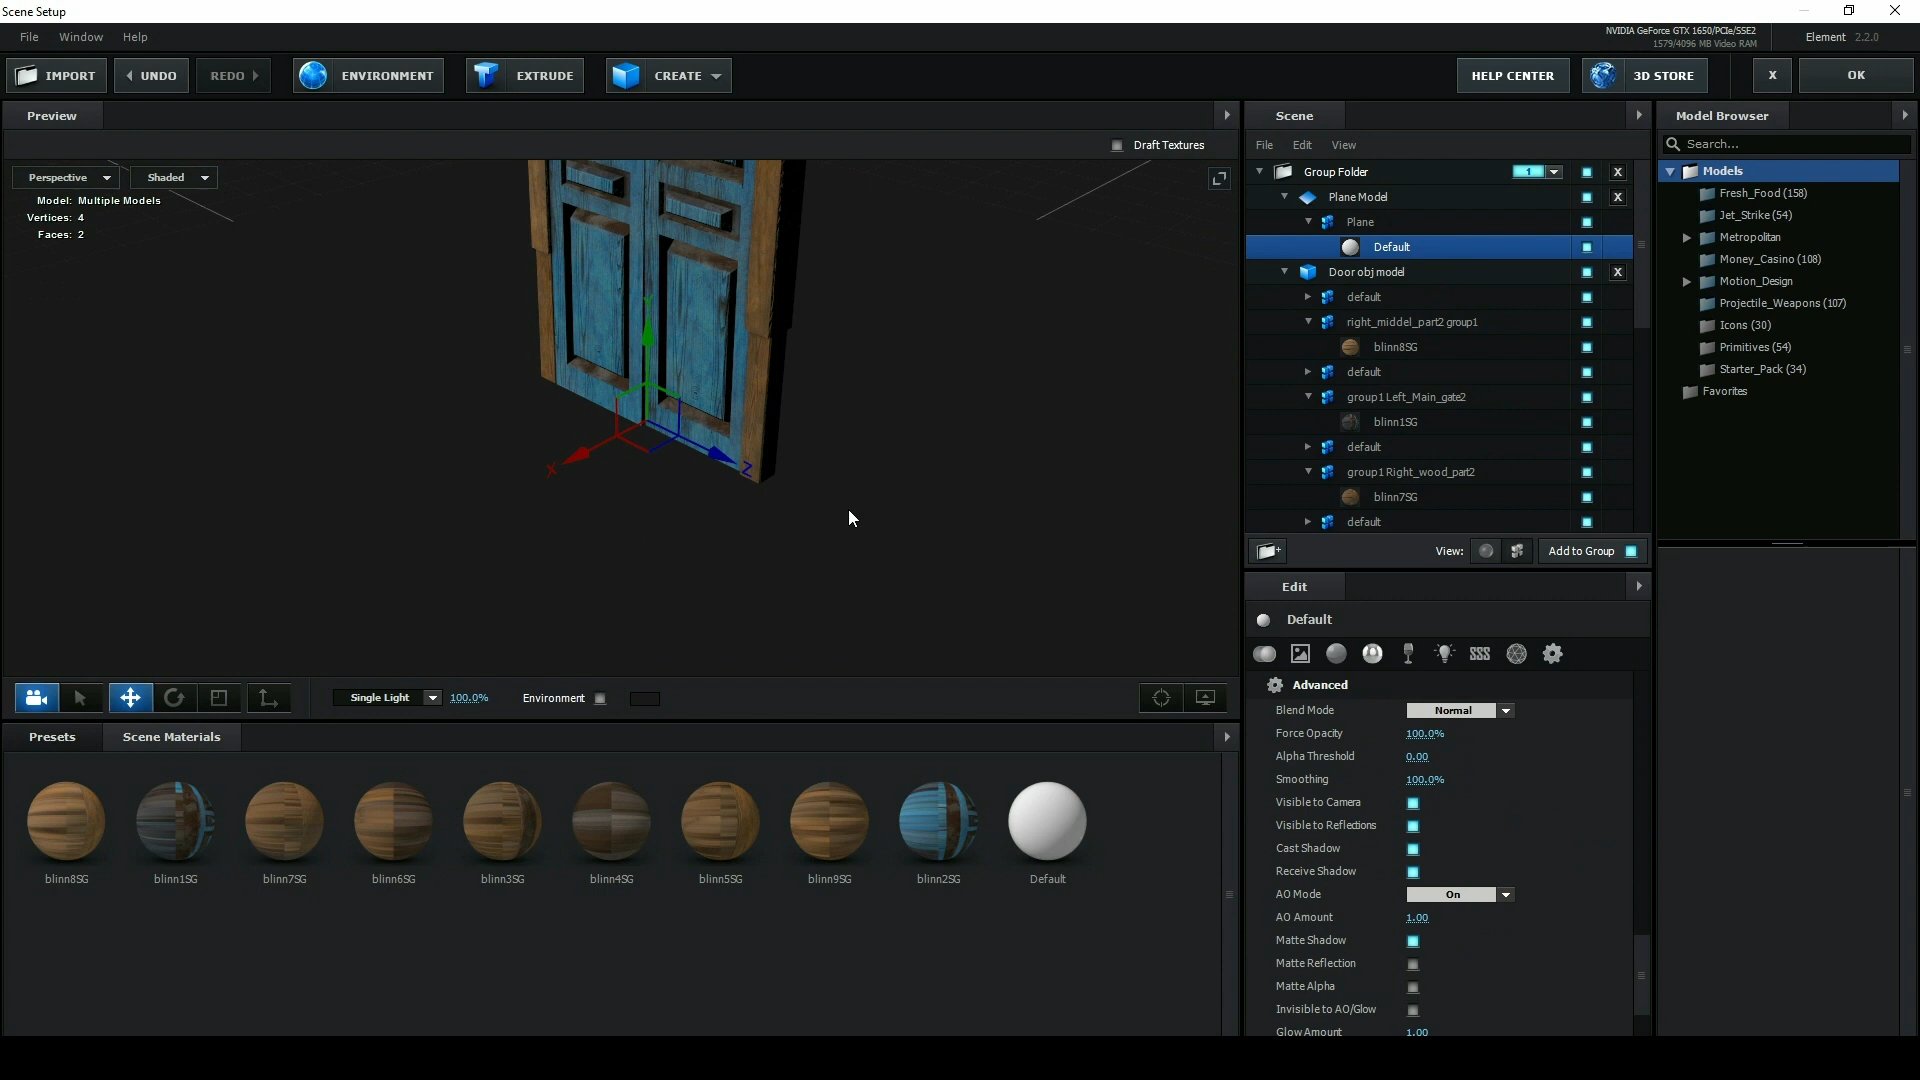 Scene Setup
File Window Help
NVIDIA GeForce GTX 1650/PCIe/SSE2
1579/4096 MB Video RAM
Element 2.2.0
IMPORT UNDO REDO ENVIRONMENT EXTRUDE CREATE HELP CENTER 3D STORE X OK
Preview
Draft Textures
Perspective Shaded
Model: Multiple Models
Vertices: 4
Faces: 2
Y
X
Z
Single Light 100.0% Environment
Presets Scene Materials
blinn8SG blinn1SG blinn7SG blinn6SG blinn3SG blinn4SG blinn5SG blinn9SG blinn2SG Default
Scene
File Edit View
Group Folder 1 X
Plane Model X
Plane
Default
Door obj model X
default
right_middel_part2 group1
blinn8SG
default
group1 Left_Main_gate2
blinn1SG
default
group1 Right_wood_part2
blinn7SG
default
View: Add to Group
Edit
Default
Advanced
Blend Mode Normal
Force Opacity 100.0%
Alpha Threshold 0.00
Smoothing 100.0%
Visible to Camera
Visible to Reflections
Cast Shadow
Receive Shadow
AO Mode On
AO Amount 1.00
Matte Shadow
Matte Reflection
Matte Alpha
Invisible to AO/Glow
Glow Amount 1.00
Model Browser
Search...
Models
Fresh_Food (158)
Jet_Strike (54)
Metropolitan
Money_Casino (108)
Motion_Design
Projectile_Weapons (107)
Icons (30)
Primitives (54)
Starter_Pack (34)
Favorites